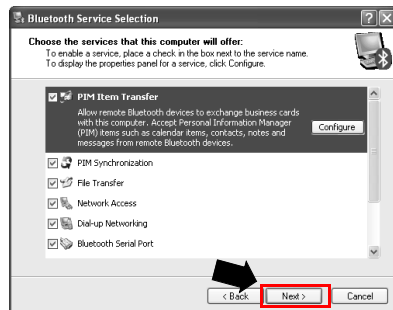 Bluetooth Service Selection
Choose the services that this computer will offer:
To enable a service, place a check in the box next to the service name.
To display the properties panel for a service, click Configure.
PIM Item Transfer
Allow remote Bluetooth devices to exchange business cards
with this computer. Accept Personal Information Manager
(PIM) items such as calendar items, contacts, notes and
messages from remote Bluetooth devices.
Configure
PIM Synchronization
File Transfer
Network Access
Dial-up Networking
Bluetooth Serial Port
< Back
Next >
Cancel